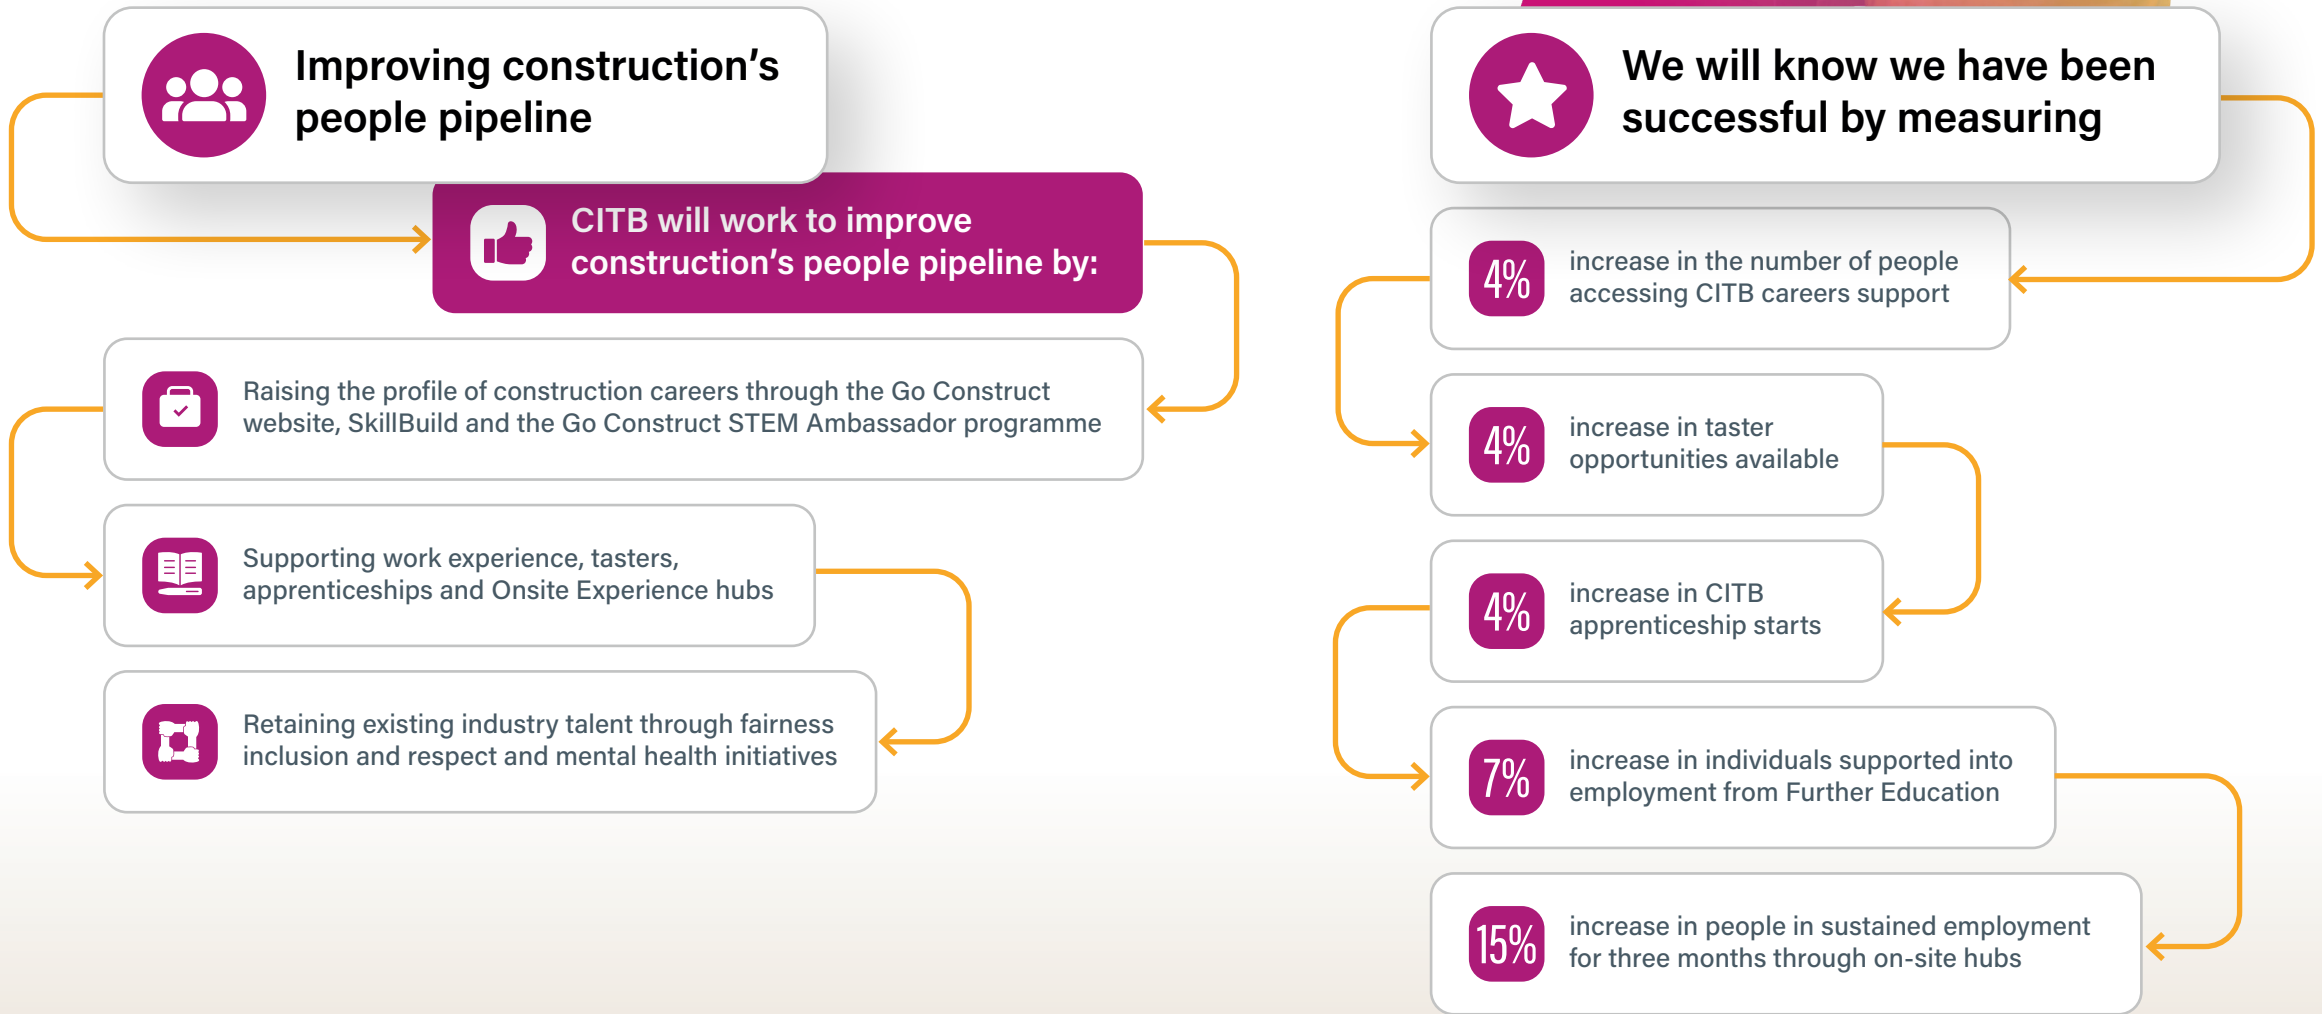 Improving construction's
people pipeline
CITB will work to improve
construction's people pipeline by:
Raising the profile of construction careers through the Go Construct
website, SkillBuild and the Go Construct STEM Ambassador programme
Supporting work experience, tasters,
apprenticeships and Onsite Experience hubs
Retaining existing industry talent through fairness
inclusion and respect and mental health initiatives
We will know we have been
successful by measuring
4%
increase in the number of people
accessing CITB careers support
4%
increase in taster
opportunities available
4%
increase in CITB
apprenticeship starts
7%
increase in individuals supported into
employment from Further Education
15%
increase in people in sustained employment
for three months through on-site hubs